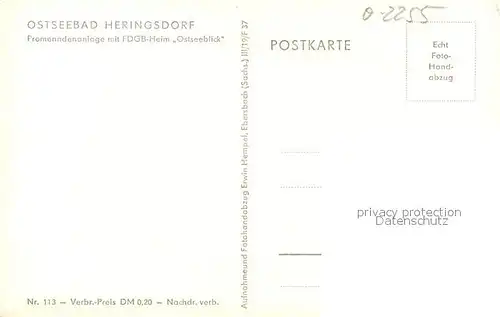 OSTSEEBAD HERINGSDORF
Promenadenanlage mit FDGB-Heim „Ostseeblick"
Nr. 113 — Verbr.-Preis DM 0,20 — Nachdr. verb.
Aufnahme und Fotohandabzug Erwin Hempel, Ebersbach (Sachs.) III/19/F 37
POSTKARTE
0-2255
Echt
Foto-
Hand-
abzug
privacy protection
Datenschutz